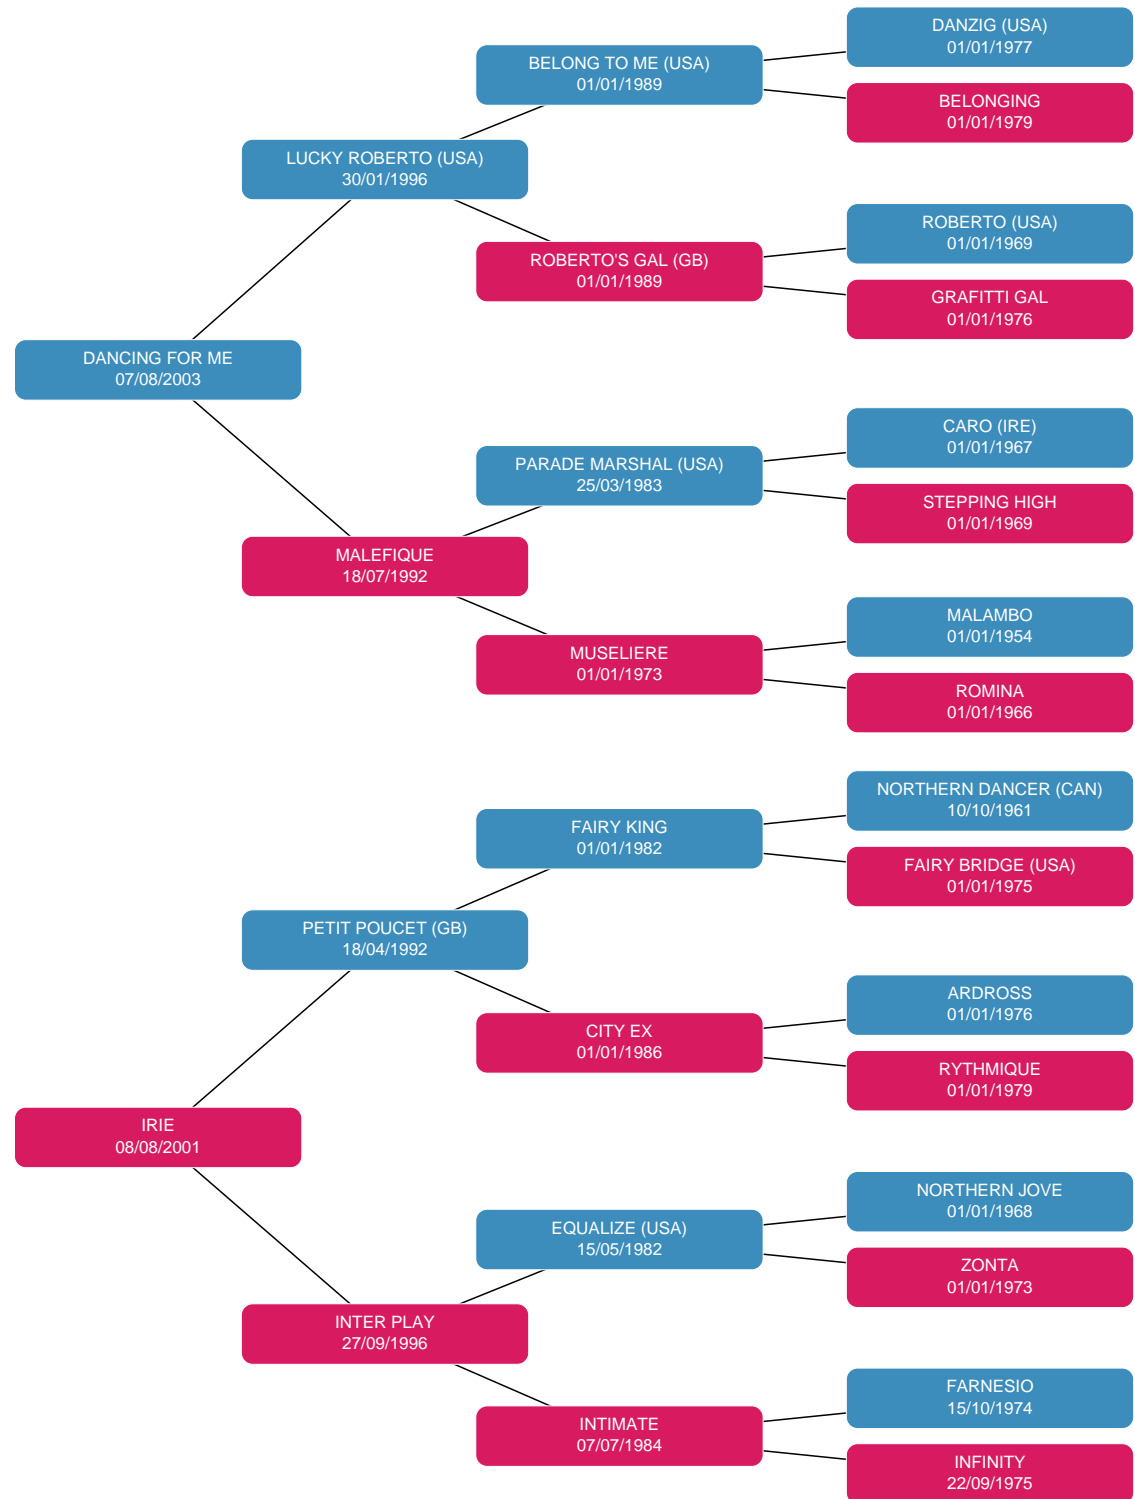 DANZIG (USA)
01/01/1977
BELONG TO ME (USA)
01/01/1989
BELONGING
01/01/1979
LUCKY ROBERTO (USA)
30/01/1996
ROBERTO (USA)
01/01/1969
ROBERTO'S GAL (GB)
01/01/1989
GRAFITTI GAL
01/01/1976
DANCING FOR ME
07/08/2003
CARO (IRE)
01/01/1967
PARADE MARSHAL (USA)
25/03/1983
STEPPING HIGH
01/01/1969
MALEFIQUE
18/07/1992
MALAMBO
01/01/1954
MUSELIERE
01/01/1973
ROMINA
01/01/1966
NORTHERN DANCER (CAN)
10/10/1961
FAIRY KING
01/01/1982
FAIRY BRIDGE (USA)
01/01/1975
PETIT POUCET (GB)
18/04/1992
ARDROSS
01/01/1976
CITY EX
01/01/1986
RYTHMIQUE
01/01/1979
IRIE
08/08/2001
NORTHERN JOVE
01/01/1968
EQUALIZE (USA)
15/05/1982
ZONTA
01/01/1973
INTER PLAY
27/09/1996
FARNESIO
15/10/1974
INTIMATE
07/07/1984
INFINITY
22/09/1975